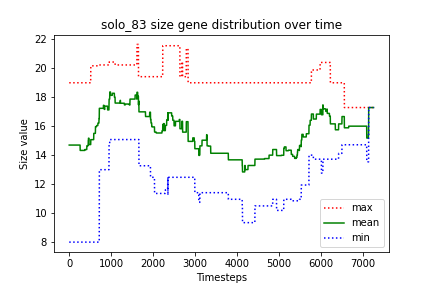 solo_83 size gene distribution over time
Size value
22
20
18
16
14
12
10
8
0 1000 2000 3000 4000 5000 6000 7000
Timesteps
max
mean
min